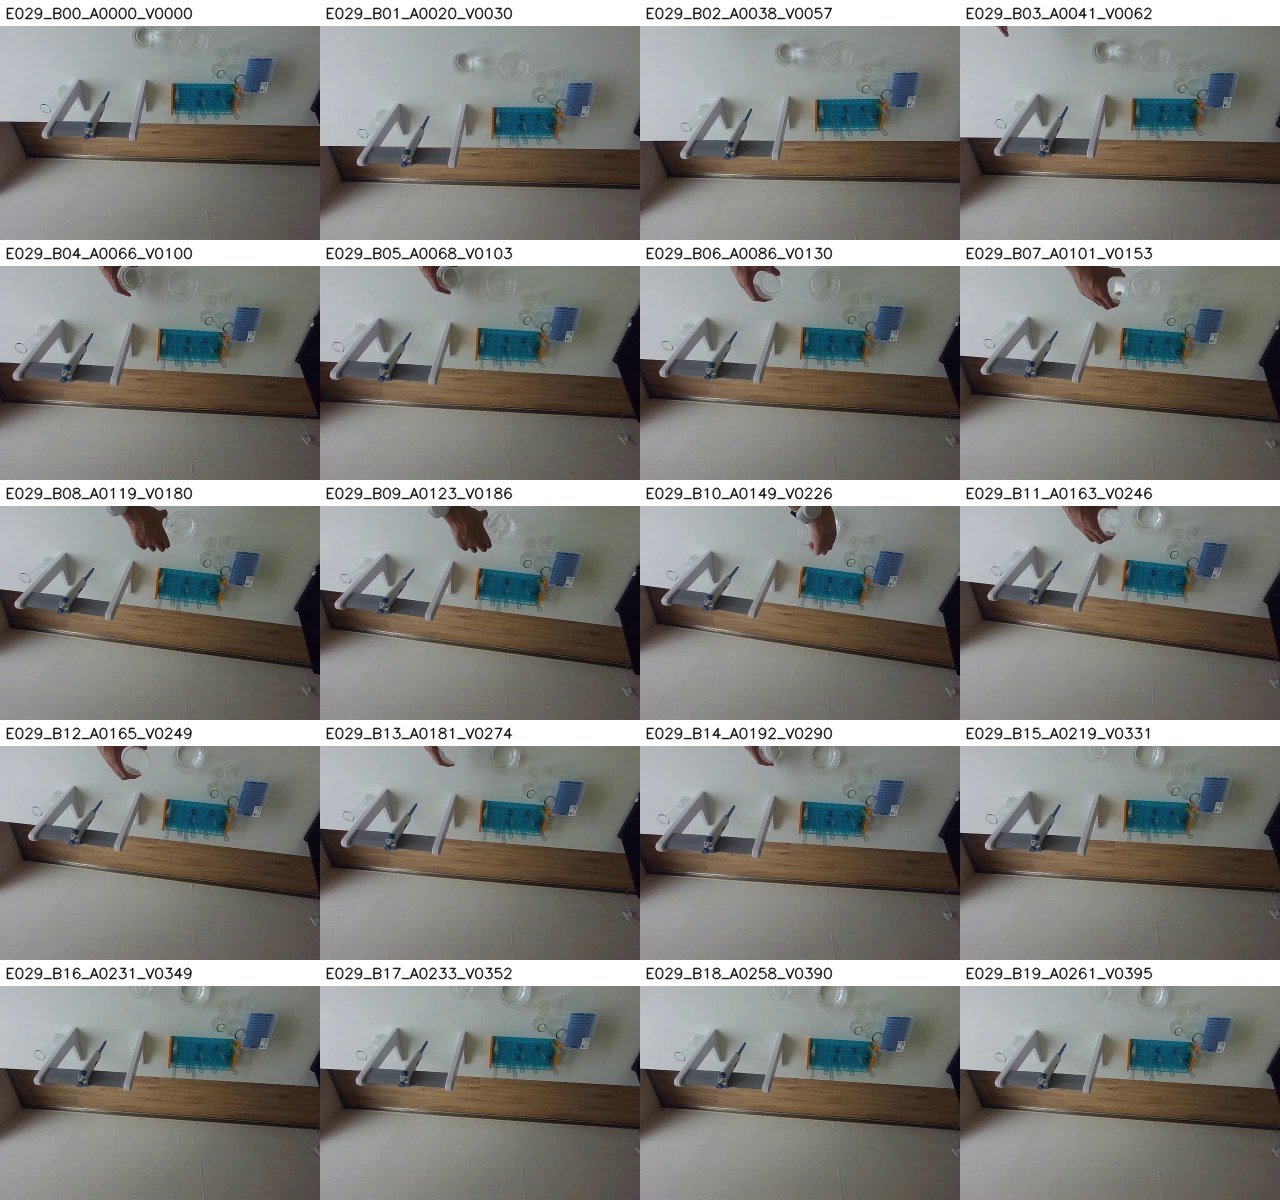 E029_B00_A0000_V0000
E029_B01_A0020_V0030
E029_B02_A0038_V0057
E029_B03_A0041_V0062
E029_B04_A0066_V0100
E029_B05_A0068_V0103
E029_B06_A0086_V0130
E029_B07_A0101_V0153
E029_B08_A0119_V0180
E029_B09_A0123_V0186
E029_B10_A0149_V0226
E029_B11_A0163_V0246
E029_B12_A0165_V0249
E029_B13_A0181_V0274
E029_B14_A0192_V0290
E029_B15_A0219_V0331
E029_B16_A0231_V0349
E029_B17_A0233_V0352
E029_B18_A0258_V0390
E029_B19_A0261_V0395